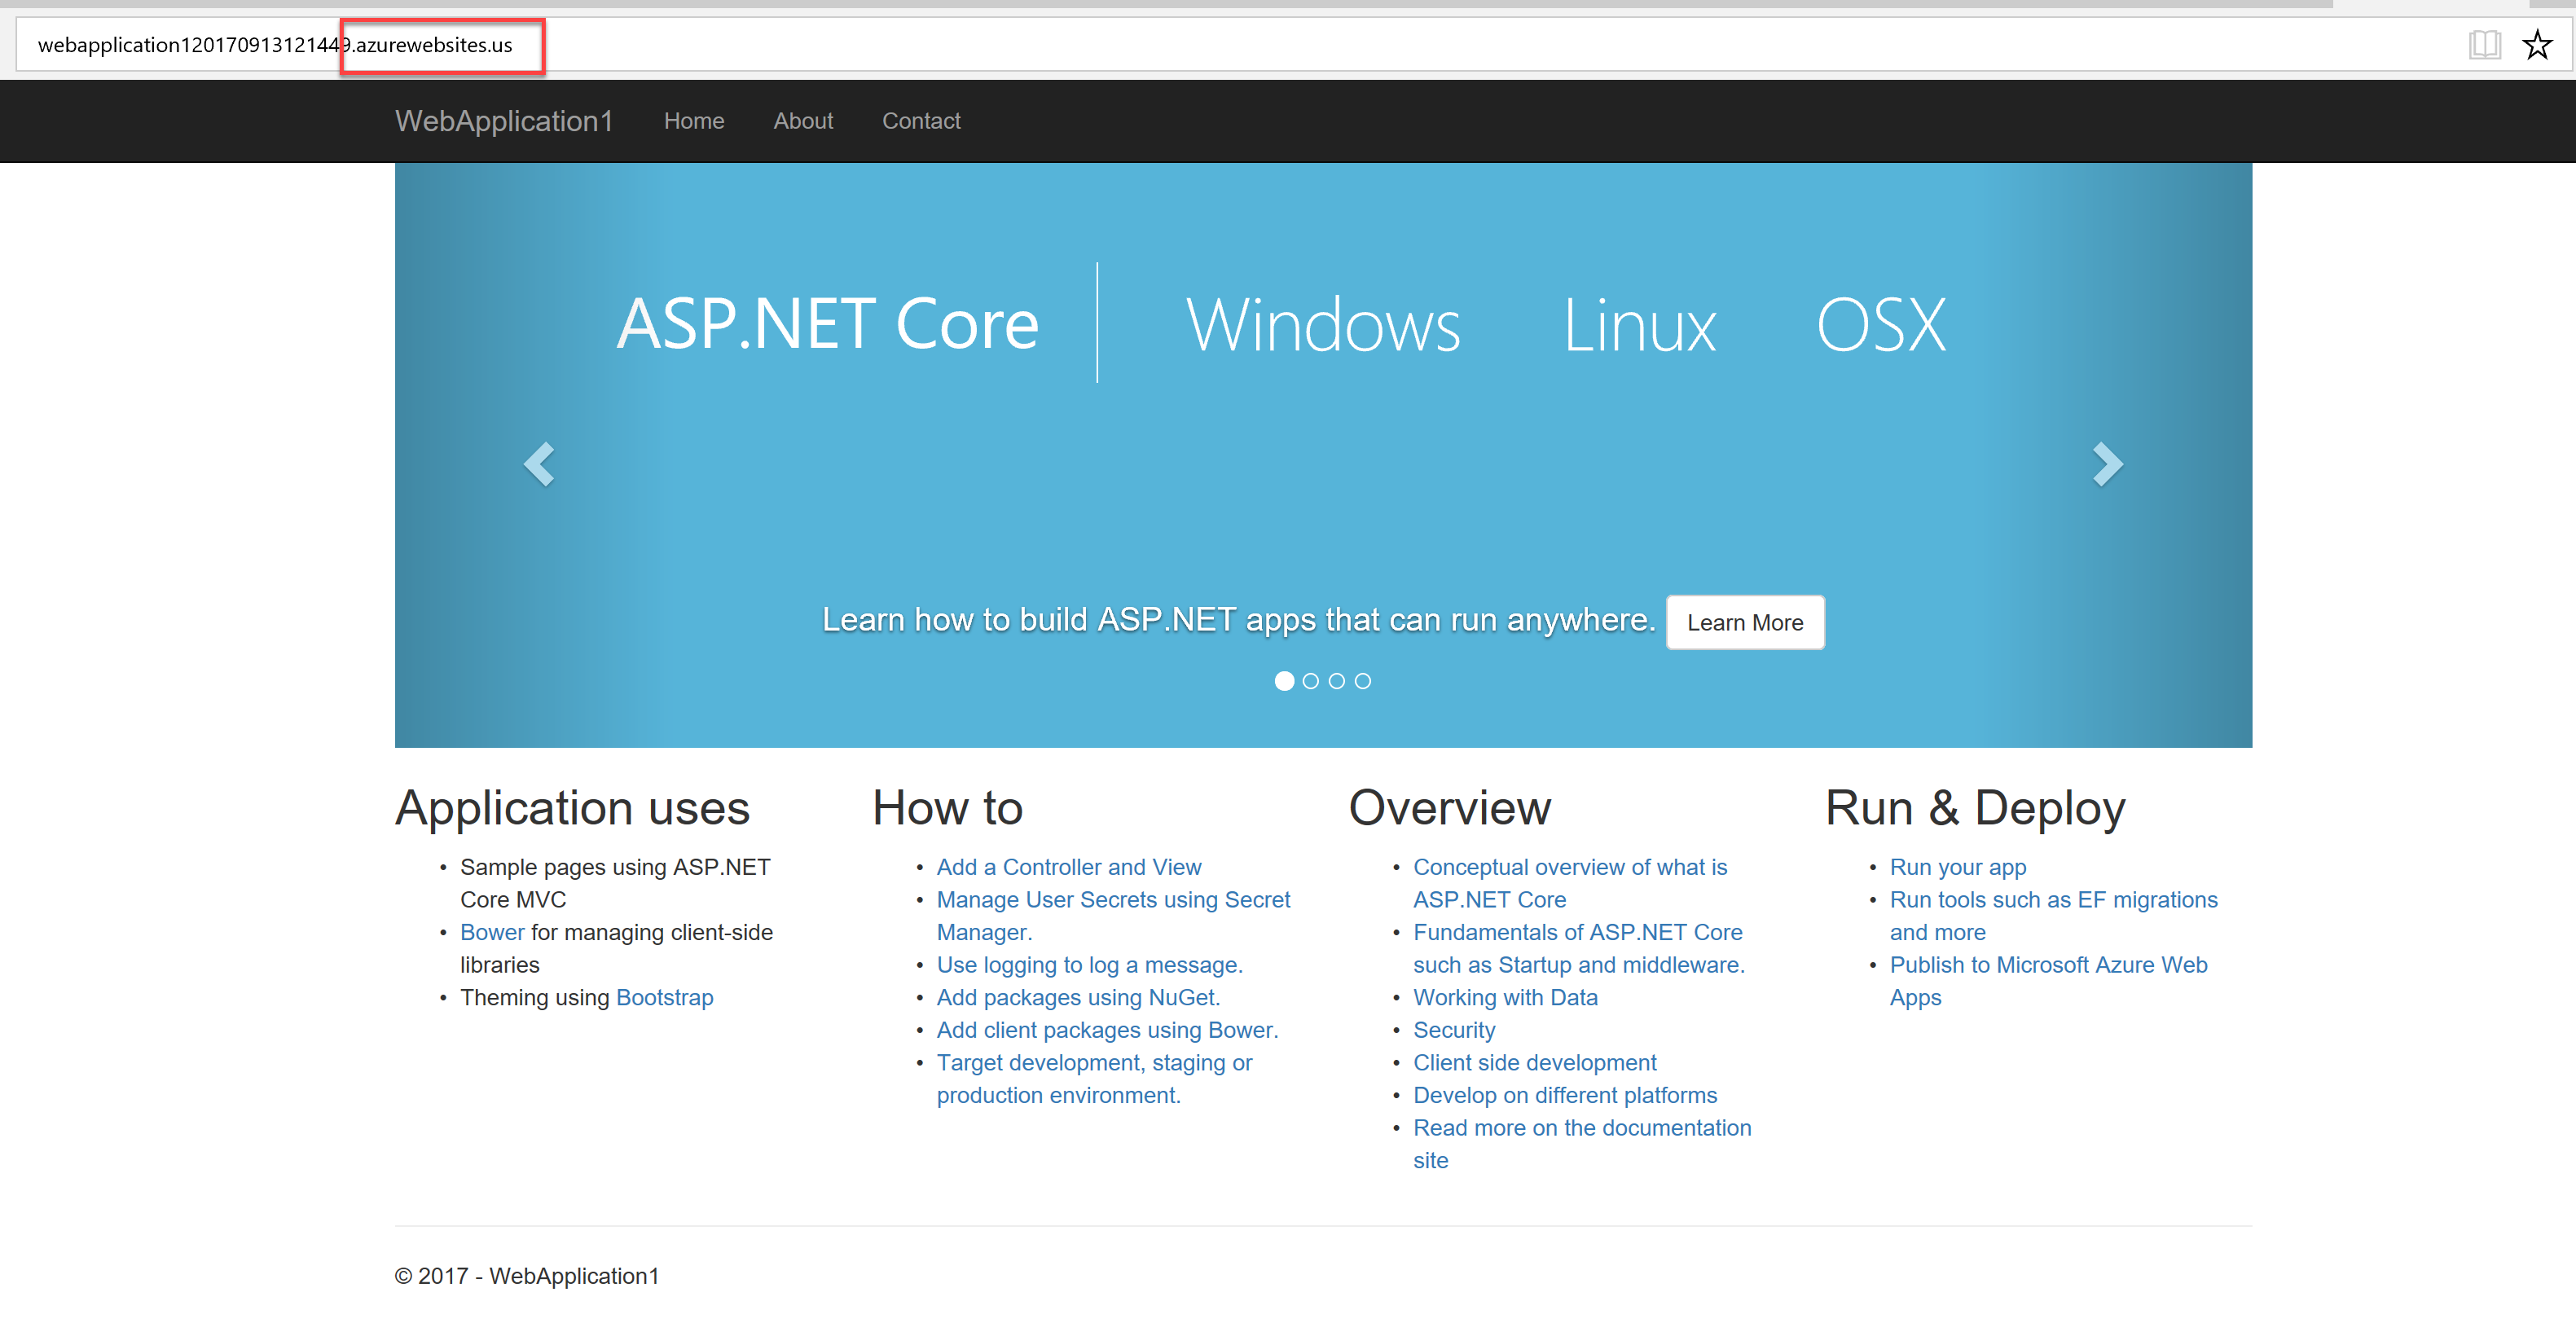 webapplication120170913121449.azurewebsites.us
WebApplication1 Home About Contact
ASP.NET Core Windows Linux OSX
Learn how to build ASP.NET apps that can run anywhere. Learn More
Application uses
• Sample pages using ASP.NET
Core MVC
• Bower for managing client-side
libraries
• Theming using Bootstrap
How to
• Add a Controller and View
• Manage User Secrets using Secret
Manager.
• Use logging to log a message.
• Add packages using NuGet.
• Add client packages using Bower.
• Target development, staging or
production environment.
Overview
• Conceptual overview of what is
ASP.NET Core
• Fundamentals of ASP.NET Core
such as Startup and middleware.
• Working with Data
• Security
• Client side development
• Develop on different platforms
• Read more on the documentation
site
Run & Deploy
• Run your app
• Run tools such as EF migrations
and more
• Publish to Microsoft Azure Web
Apps
© 2017 - WebApplication1